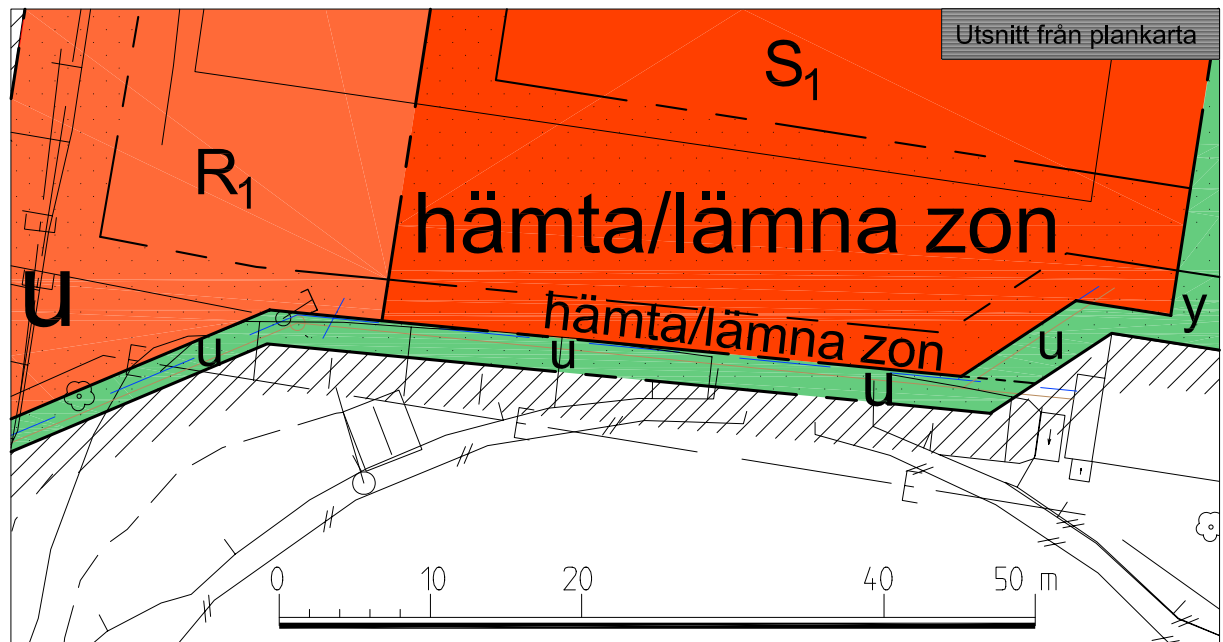 Utsnitt från plankarta
S₁
R₁
hämta/lämna zon
u
y
hämta/lämna zon
u
u
u
u
0 10 20 40 50 m